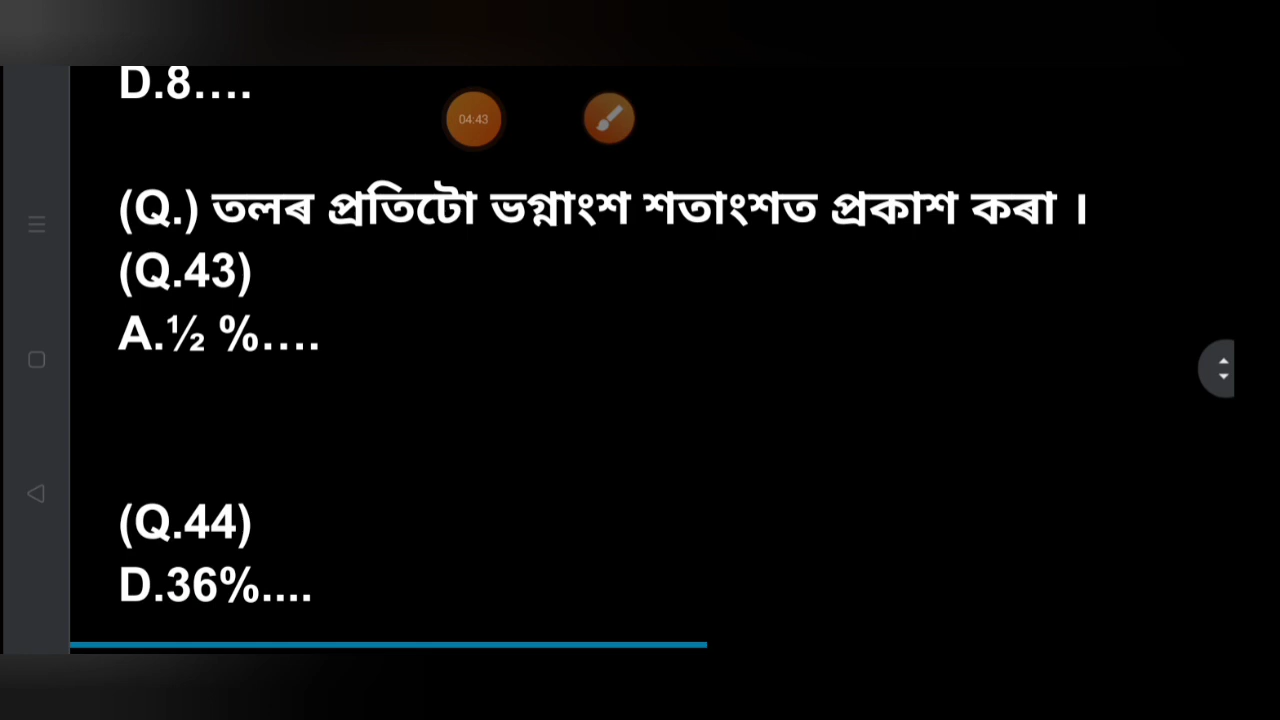 D.8....
04:43
(Q.) তলৰ প্ৰতিটো ভগ্নাংশ শতাংশত প্ৰকাশ কৰা ।
(Q.43)
A.½ %....
(Q.44)
D.36%....